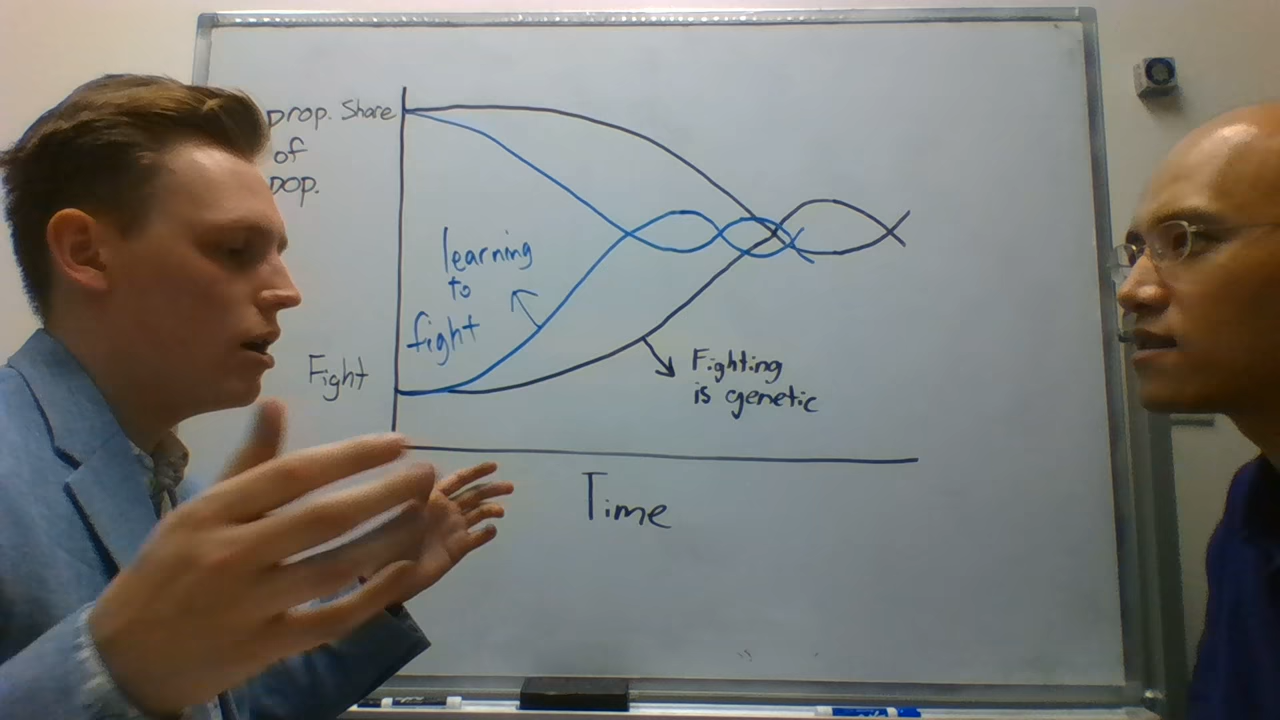 prop. Share
of
pop.
learning
to
fight
Fight
Fighting
is genetic
Time